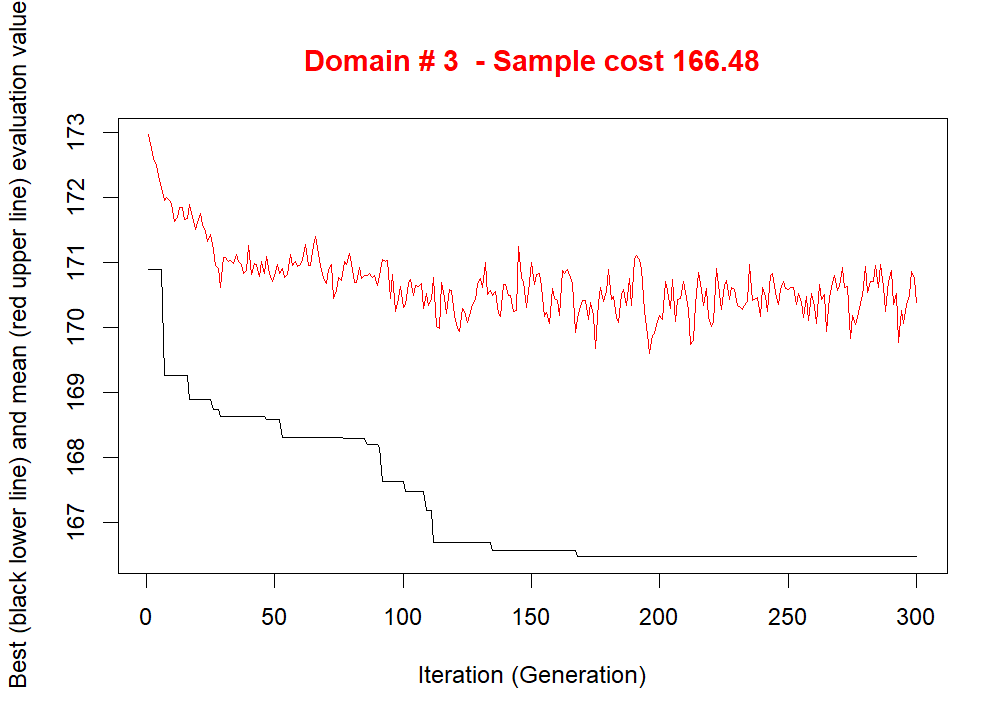 Domain # 3  - Sample cost 166.48
Best (black lower line) and mean (red upper line) evaluation value
173
172
171
170
169
168
167
0 50 100 150 200 250 300
Iteration (Generation)